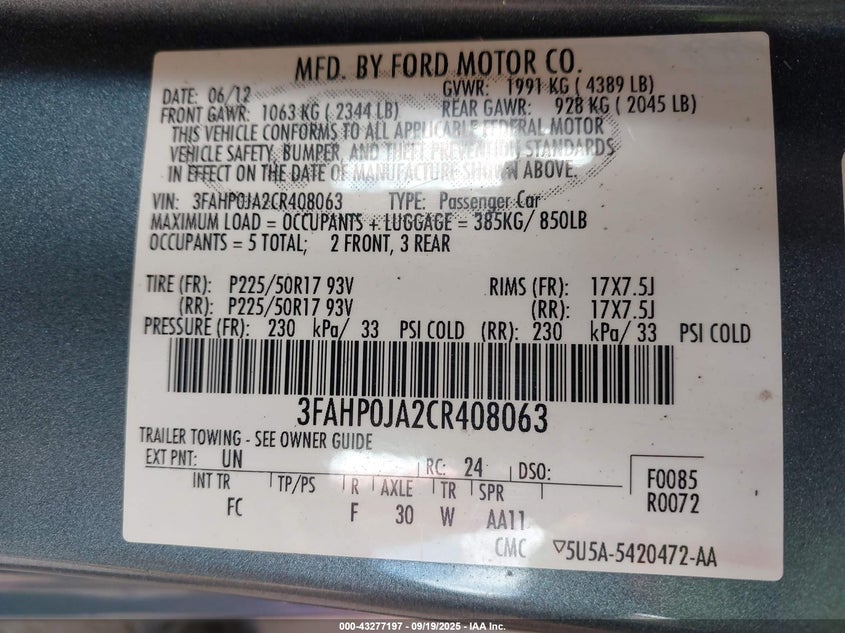 MFD. BY FORD MOTOR CO.
DATE: 06/12 GVWR: 1991 KG ( 4389 LB)
FRONT GAWR: 1063 KG ( 2344 LB) REAR GAWR: 928 KG ( 2045 LB)
THIS VEHICLE CONFORMS TO ALL APPLICABLE FEDERAL MOTOR
VEHICLE SAFETY, BUMPER, AND THEFT PREVENTION STANDARDS
IN EFFECT ON THE DATE OF MANUFACTURE SHOWN ABOVE.
VIN: 3FAHP0JA2CR408063 TYPE: Passenger Car
MAXIMUM LOAD = OCCUPANTS + LUGGAGE = 385KG/ 850LB
OCCUPANTS = 5 TOTAL; 2 FRONT, 3 REAR
TIRE (FR): P225/50R17 93V RIMS (FR): 17X7.5J
(RR): P225/50R17 93V (RR): 17X7.5J
PRESSURE (FR): 230 kPa/ 33 PSI COLD (RR): 230 kPa/ 33 PSI COLD
3FAHP0JA2CR408063
TRAILER TOWING - SEE OWNER GUIDE
EXT PNT: UN RC: 24 DSO: F0085
INT TR TP/PS R AXLE TR SPR R0072
FC F 30 W AA11
CMC ▽5U5A-5420472-AA
000-43277197 - 09/19/2025 - IAA Inc.